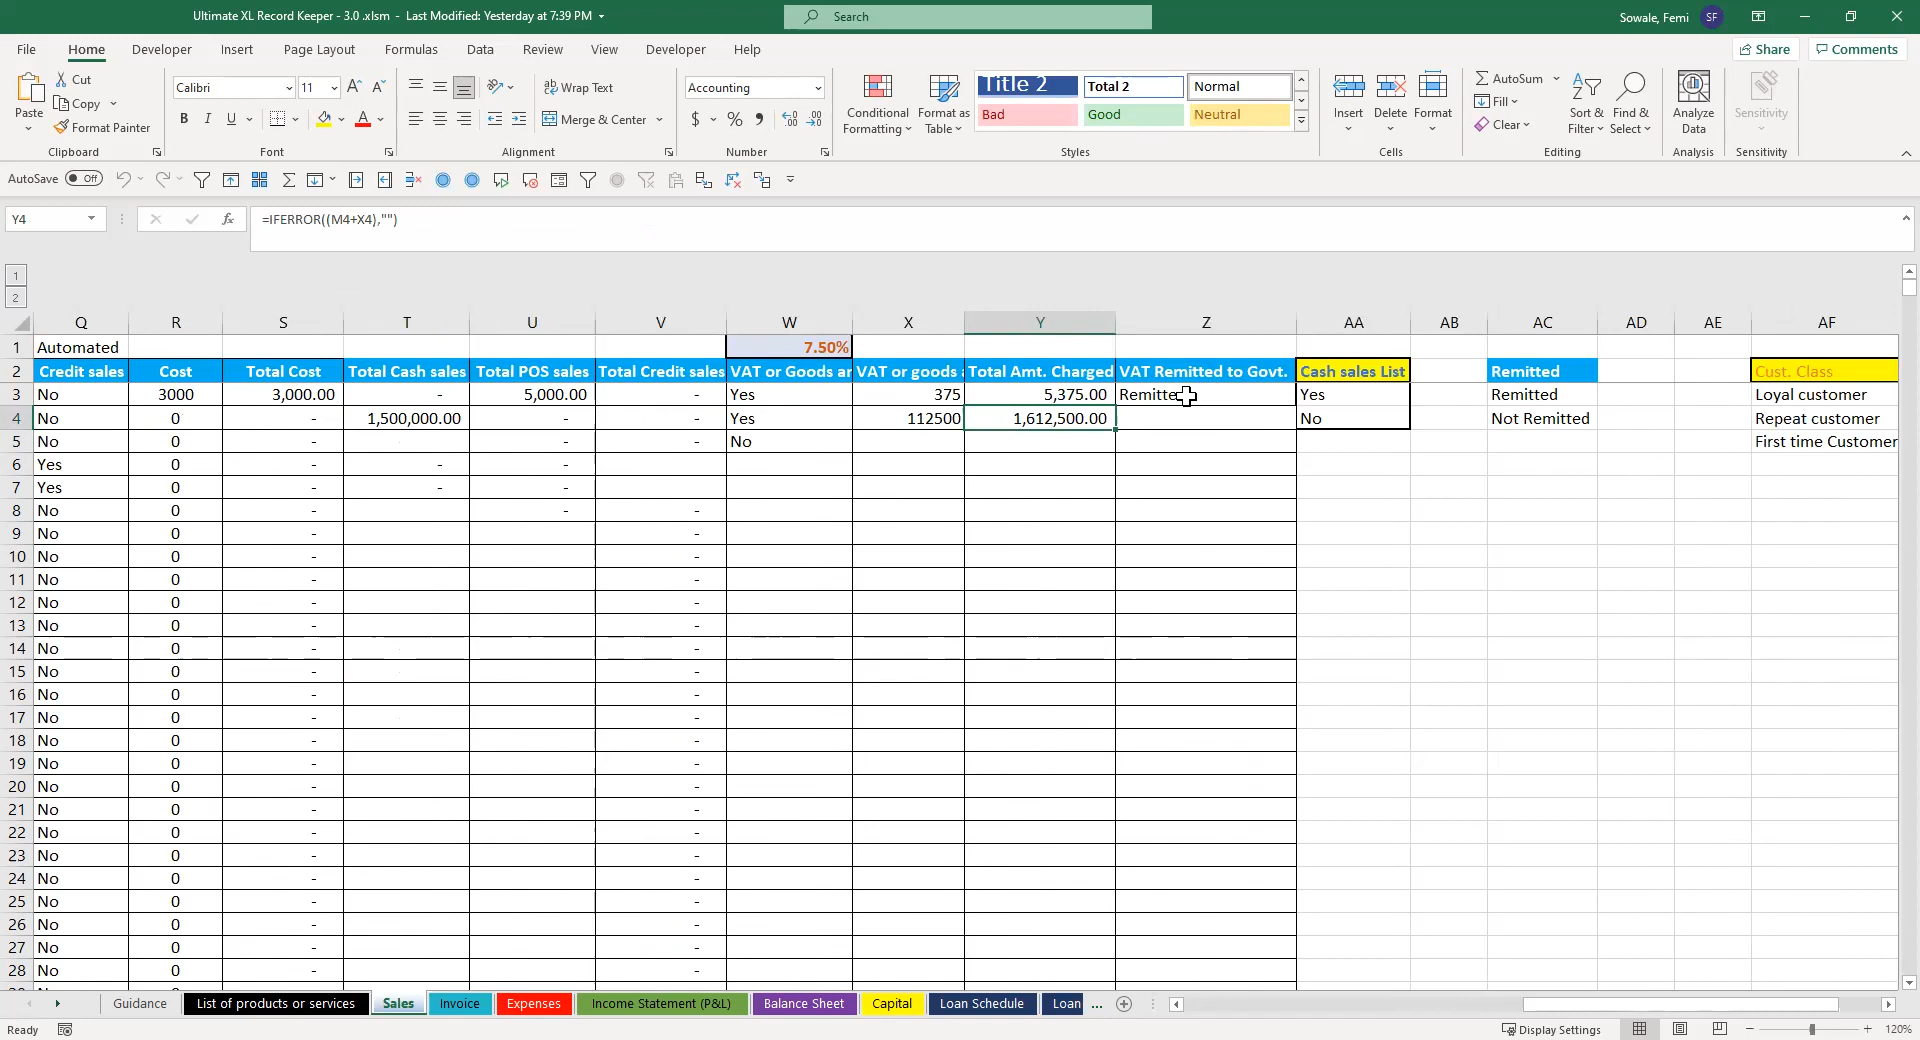 Ultimate XL Record Keeper - 3.0 .xlsm - Last Modified: Yesterday at 7:39 PM
Search
Sowale, Femi SF
File Home Developer Insert Page Layout Formulas Data Review View Developer Help
Share Comments
Paste
Cut
Copy
Format Painter
Clipboard
Calibri 11
B I U
Font
Wrap Text
Merge & Center
Alignment
Accounting
$ % 9
Number
Conditional Formatting
Format as Table
Title 2 Total 2 Normal
Bad Good Neutral
Styles
Insert Delete Format
Cells
AutoSum
Fill
Clear
Sort & Filter
Find & Select
Editing
Analyze Data
Analysis
Sensitivity
Sensitivity
AutoSave Off
Y4 fx =IFERROR((M4+X4),"")
1
2
Q R S T U V W X Y Z AA AB AC AD AE AF
1 Automated 7.50%
2 Credit sales Cost Total Cost Total Cash sales Total POS sales Total Credit sales VAT or Goods ar VAT or goods Total Amt. Charged VAT Remitted to Govt. Cash sales List Remitted Cust. Class
3 No 3000 3,000.00 - 5,000.00 - Yes 375 5,375.00 Remitte Yes Remitted Loyal customer
4 No 0 - 1,500,000.00 - - Yes 112500 1,612,500.00 No Not Remitted Repeat customer
5 No 0 - - - No First time Customer
6 Yes 0 - - -
7 Yes 0 - - -
8 No 0 - - -
9 No 0 - -
10 No 0 - -
11 No 0 - -
12 No 0 - -
13 No 0 - -
14 No 0 - -
15 No 0 - -
16 No 0 - -
17 No 0 - -
18 No 0 - -
19 No 0 - -
20 No 0 - -
21 No 0 - -
22 No 0 - -
23 No 0 - -
24 No 0 - -
25 No 0 - -
26 No 0 - -
27 No 0 - -
28 No 0 - -
Guidance List of products or services Sales Invoice Expenses Income Statement (P&L) Balance Sheet Capital Loan Schedule Loan ...
Ready Display Settings 120%